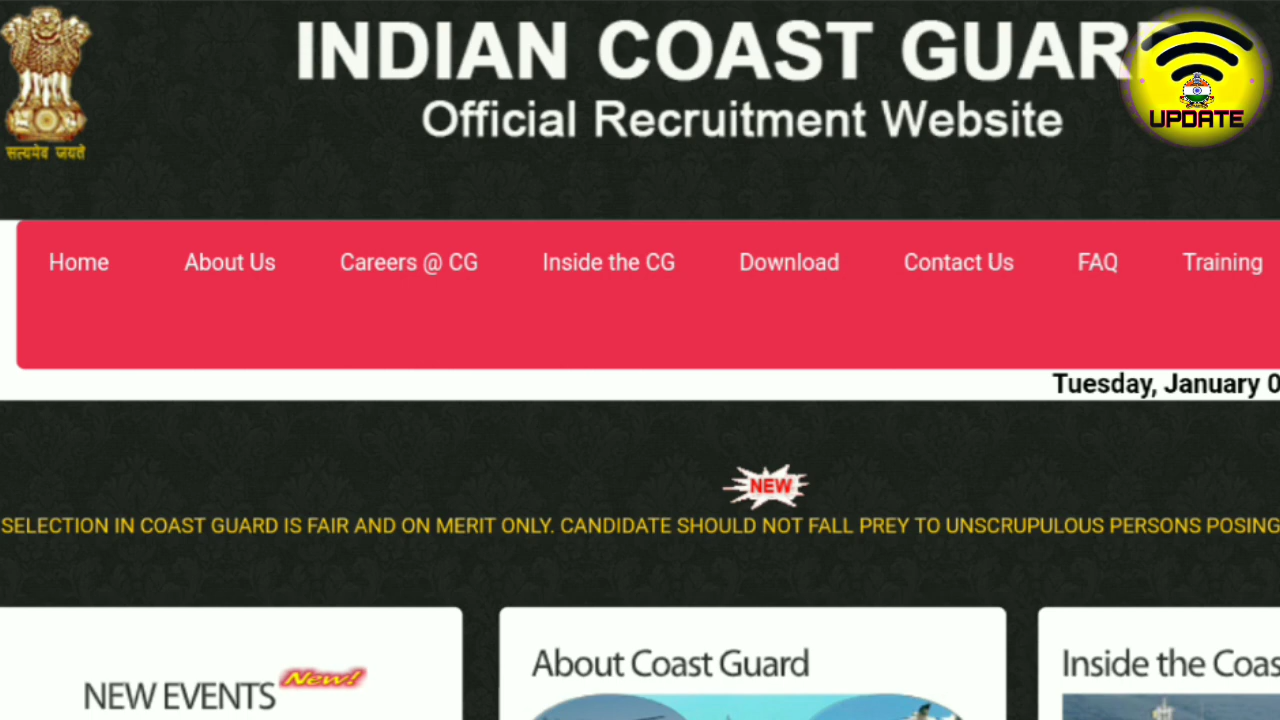 INDIAN COAST GUAR
Official Recruitment Website
UPDATE
सत्यमेव जयते
Home About Us Careers @ CG Inside the CG Download Contact Us FAQ Training
Tuesday, January 0
NEW
SELECTION IN COAST GUARD IS FAIR AND ON MERIT ONLY. CANDIDATE SHOULD NOT FALL PREY TO UNSCRUPULOUS PERSONS POSING
NEW EVENTS New!
About Coast Guard
Inside the Coas